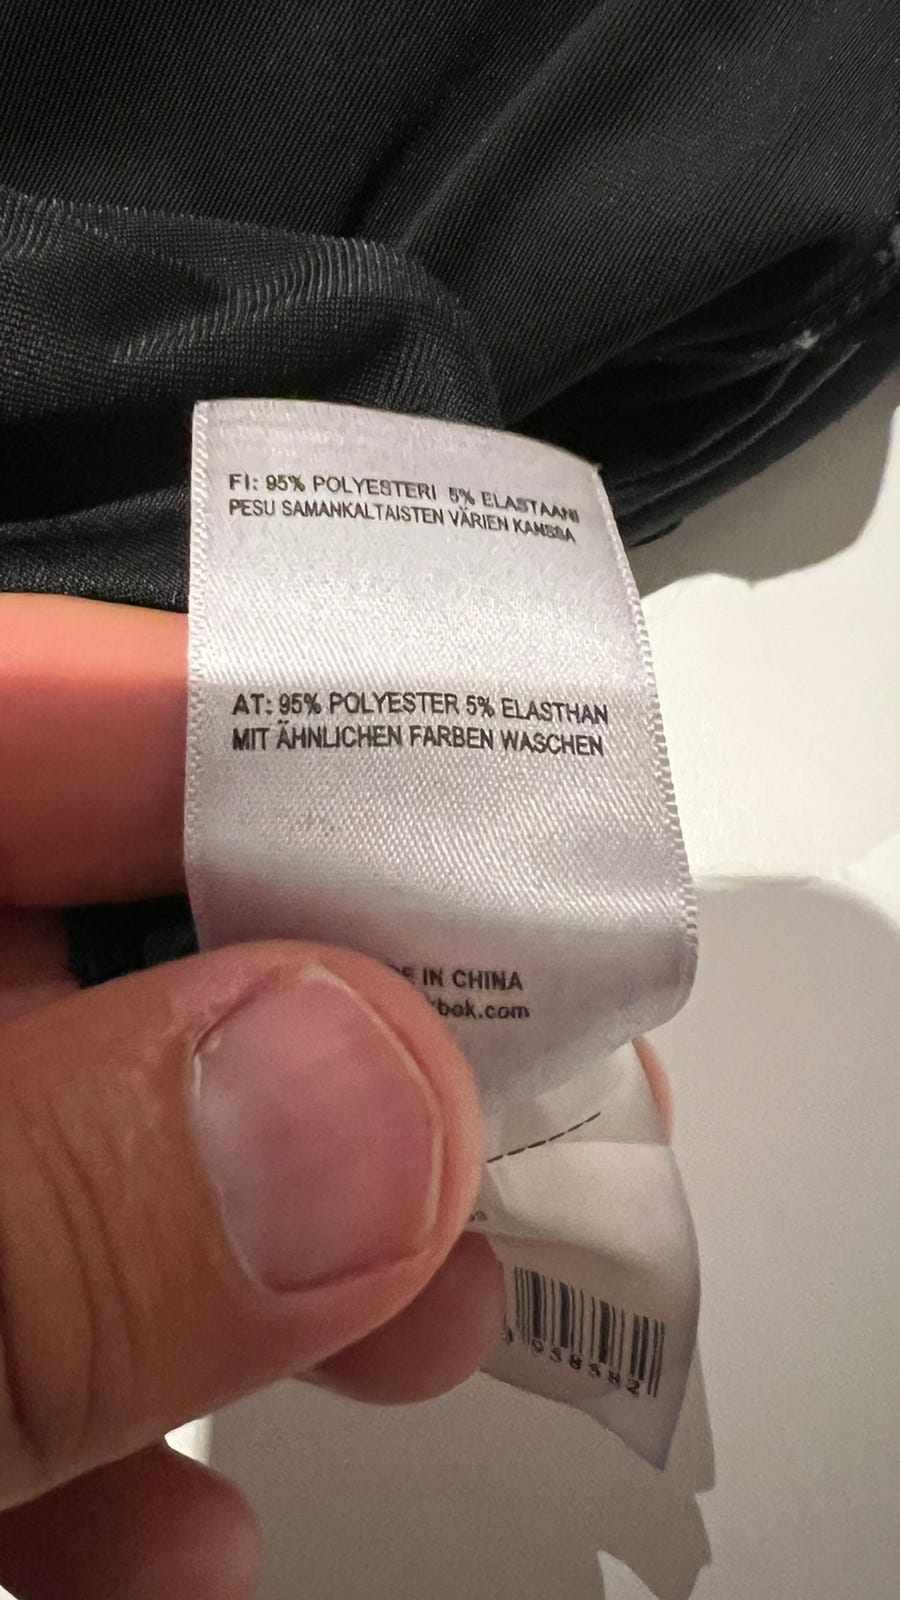 FI: 95% POLYESTERI 5% ELASTAANI
PESU SAMANKALTAISTEN VÄRIEN KANSSA
AT: 95% POLYESTER 5% ELASTHAN
MIT ÄHNLICHEN FARBEN WASCHEN
IN CHINA